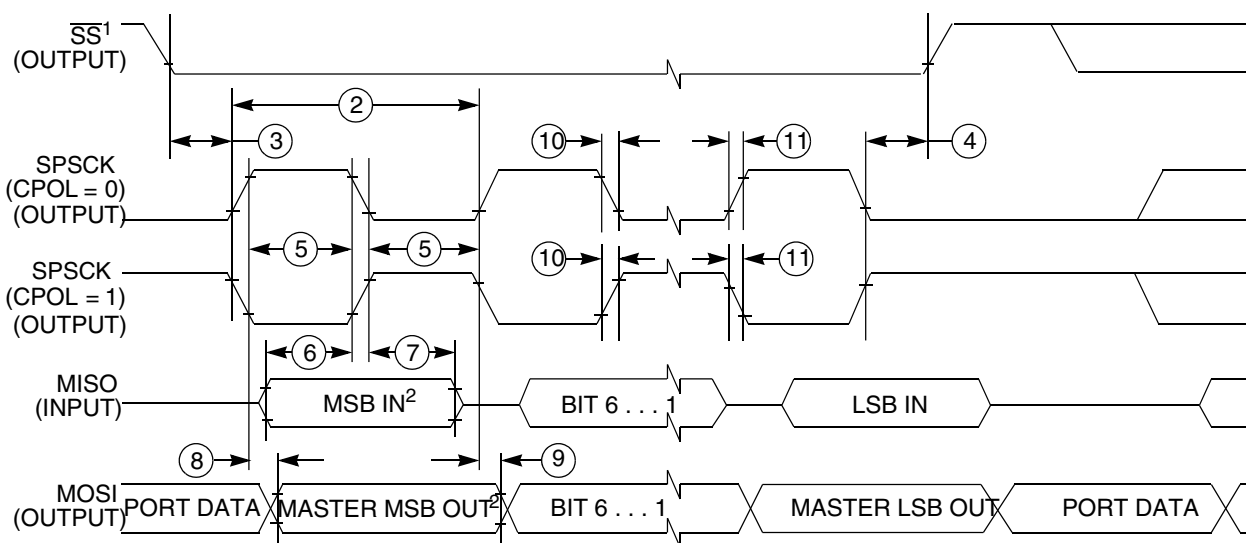 SS¹
(OUTPUT)
2
3
10
11
4
SPSCK
(CPOL = 0)
(OUTPUT)
5
5
SPSCK
(CPOL = 1)
(OUTPUT)
10
11
6
7
MISO
(INPUT)
MSB IN²
BIT 6 . . . 1
LSB IN
8
9
MOSI
(OUTPUT)
PORT DATA
MASTER MSB OUT²
BIT 6 . . . 1
MASTER LSB OUT
PORT DATA